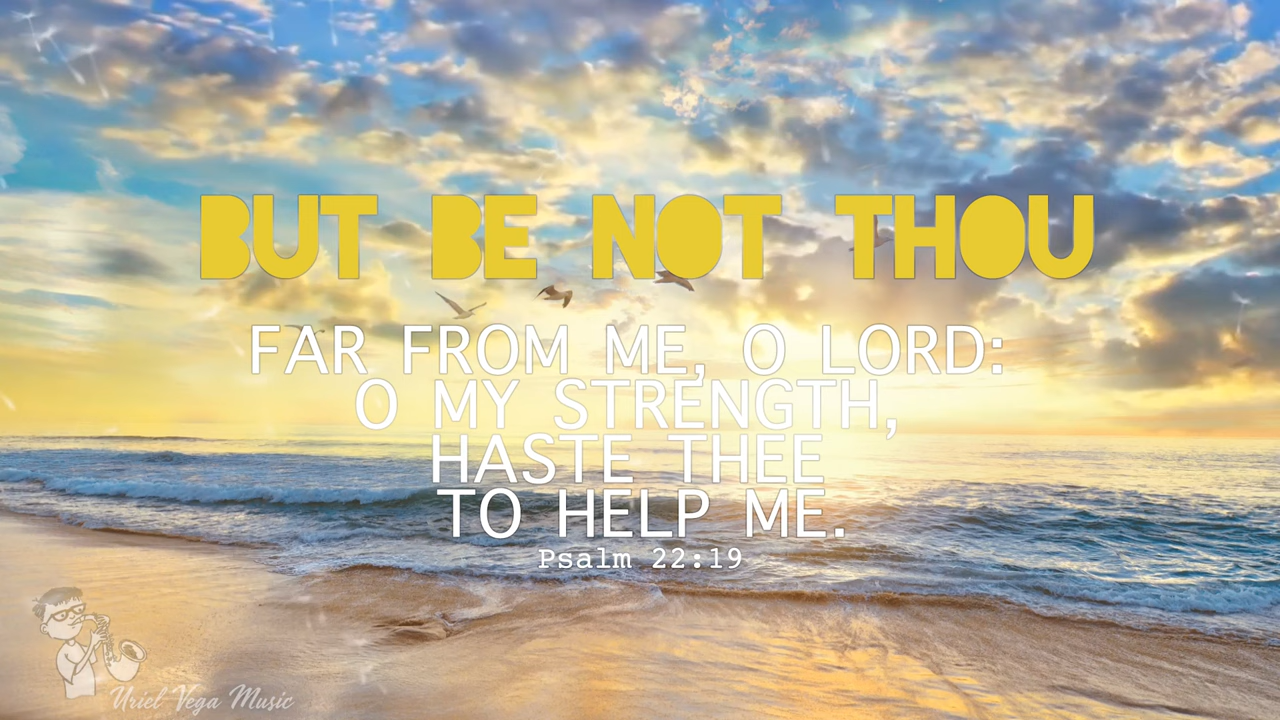 BUT BE NOT THOU
FAR FROM ME, O LORD:
O MY STRENGTH,
HASTE THEE
TO HELP ME.
Psalm 22:19
Uriel Vega Music